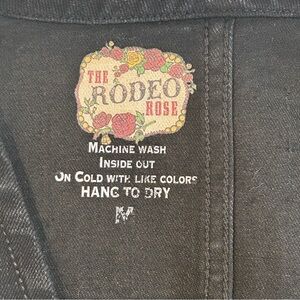 THE
RODEO
ROSE
MACHINE WASH
INSIDE OUT
ON COLD WITH LIKE COLORS
HANG TO DRY
M